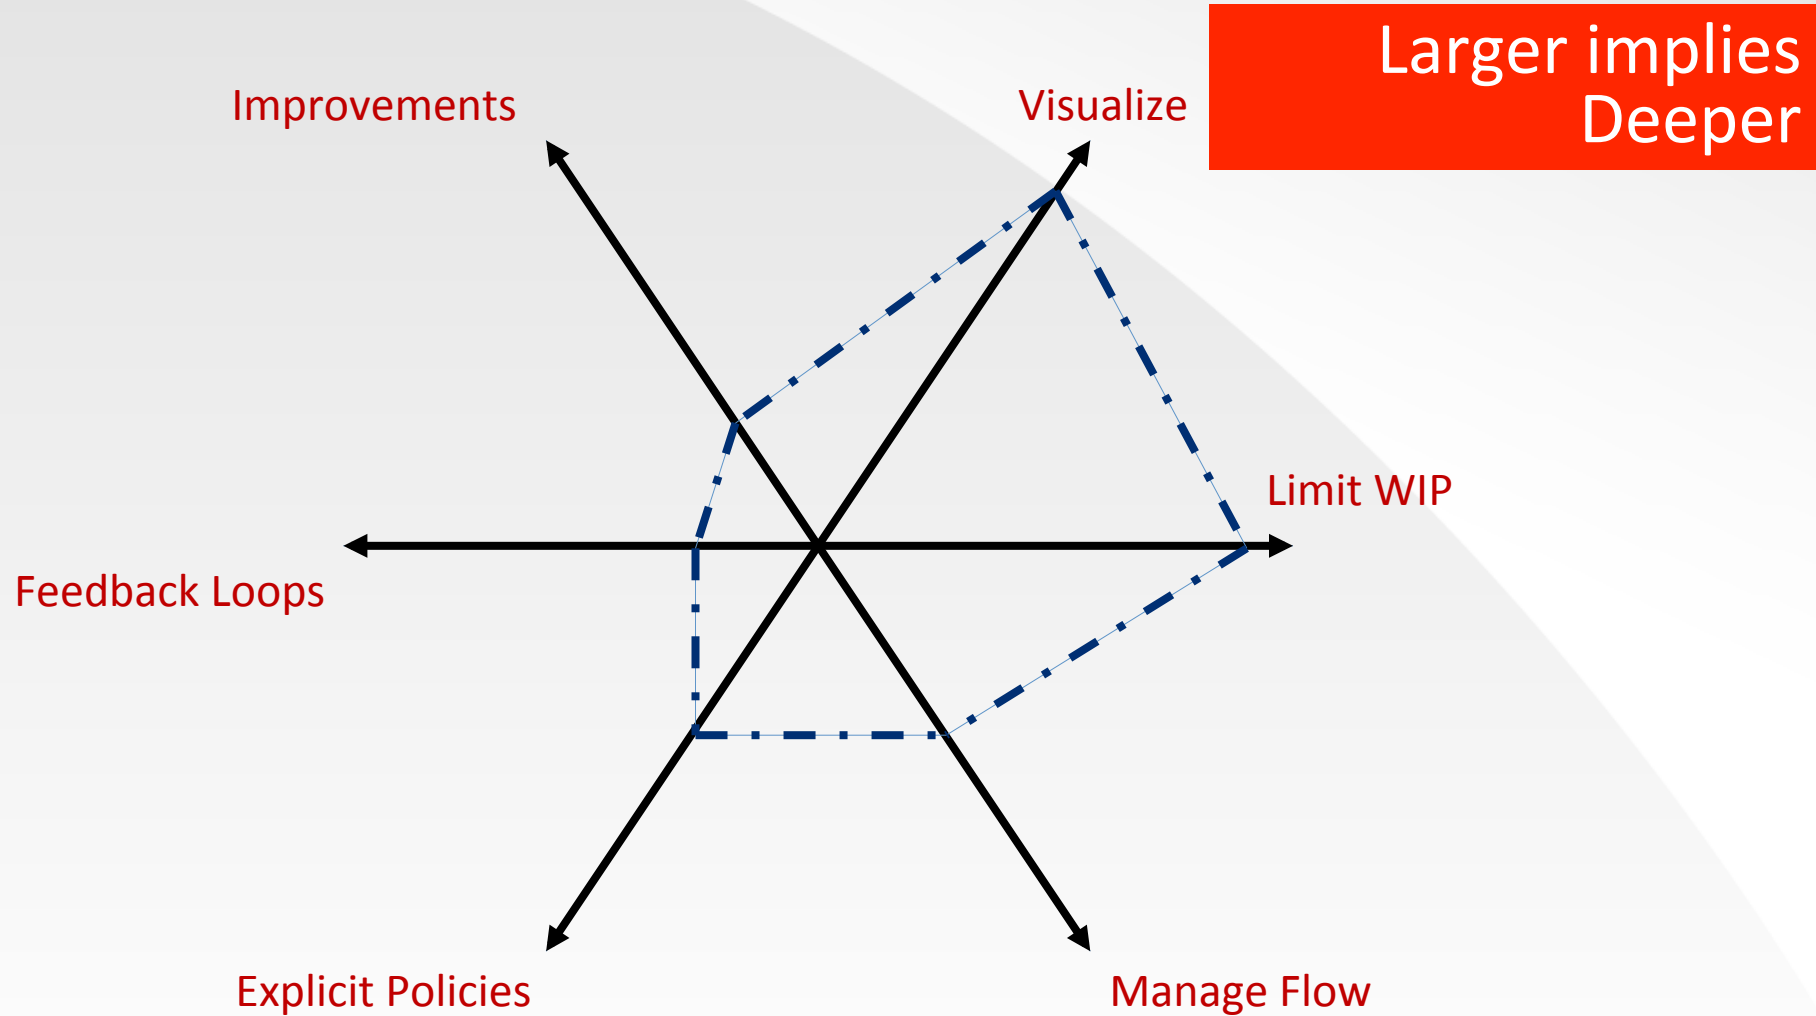 Larger implies
Deeper
Improvements
Visualize
Limit WIP
Feedback Loops
Explicit Policies
Manage Flow